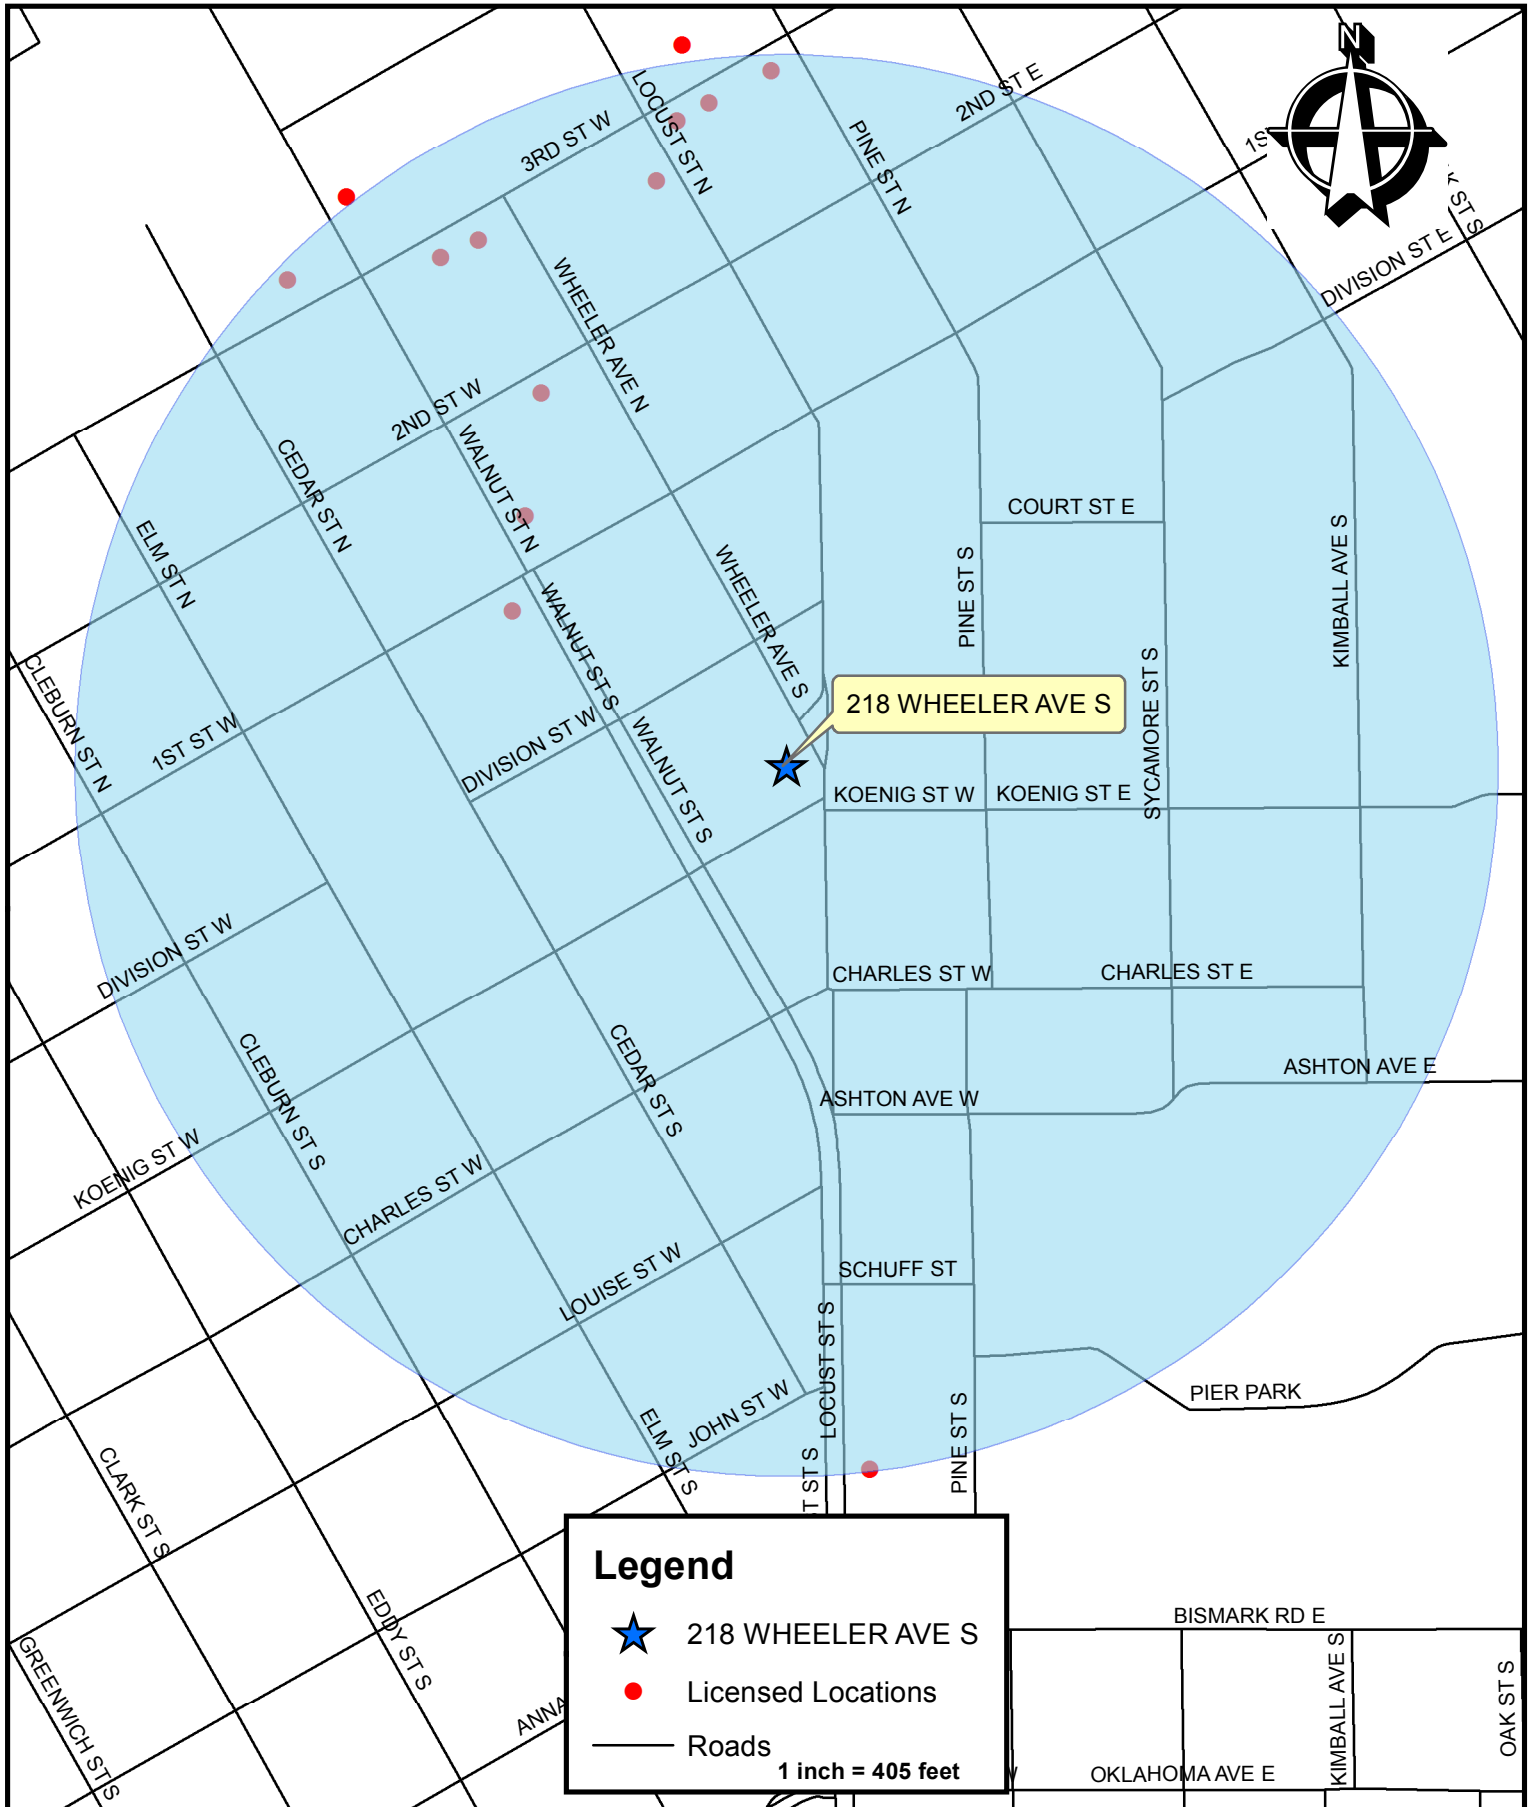 N
LOCUST ST N
3RD ST W
2ND ST E
PINE ST N
1S
K ST S
DIVISION ST E
WHEELER AVE N
2ND ST W
WALNUT ST N
CEDAR ST N
ELM ST N
COURT ST E
PINE ST S
KIMBALL AVE S
WHEELER AVE S
WALNUT ST S
SYCAMORE ST S
218 WHEELER AVE S
CLEBURN ST N
1ST ST W
DIVISION ST W
WALNUT ST S
KOENIG ST W
KOENIG ST E
DIVISION ST W
CHARLES ST W
CHARLES ST E
CLEBURN ST S
CEDAR ST S
ASHTON AVE E
ASHTON AVE W
KOENIG ST W
CHARLES ST W
LOUISE ST W
SCHUFF ST
LOCUST ST S
JOHN ST W
PIER PARK
ELM ST S
PINE ST S
T ST S
CLARK ST S
EDDY ST S
GREENWICH ST S
ANNA
BISMARK RD E
KIMBALL AVE S
OAK ST S
OKLAHOMA AVE E
Legend
218 WHEELER AVE S
Licensed Locations
Roads
1 inch = 405 feet